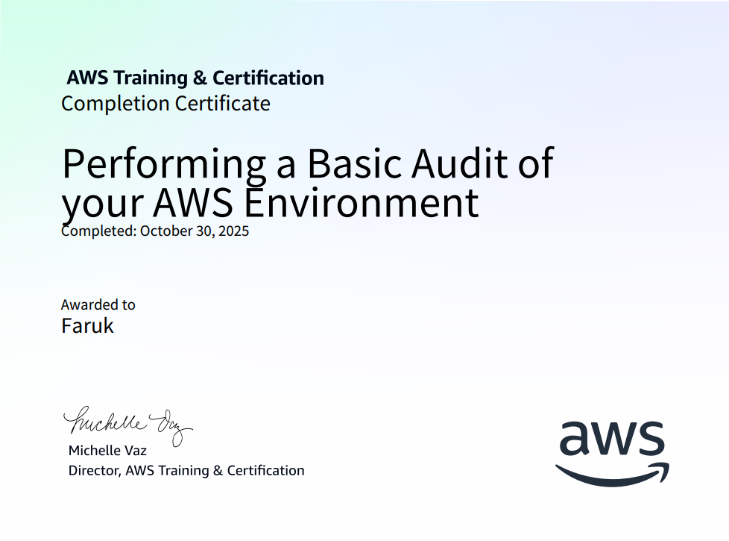 AWS Training & Certification
Completion Certificate
Performing a Basic Audit of
your AWS Environment
Completed: October 30, 2025
Awarded to
Faruk
Michelle Vaz
Michelle Vaz
Director, AWS Training & Certification
aws